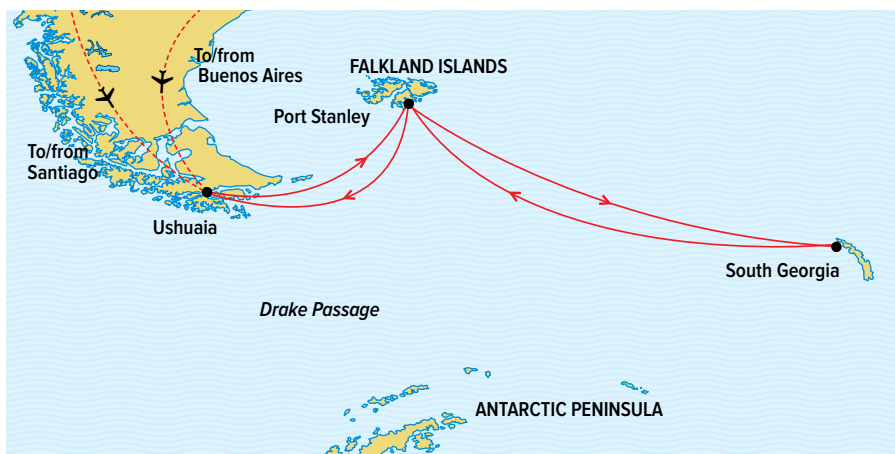 To/from
Buenos Aires
FALKLAND ISLANDS
Port Stanley
To/from
Santiago
Ushuaia
South Georgia
Drake Passage
ANTARCTIC PENINSULA